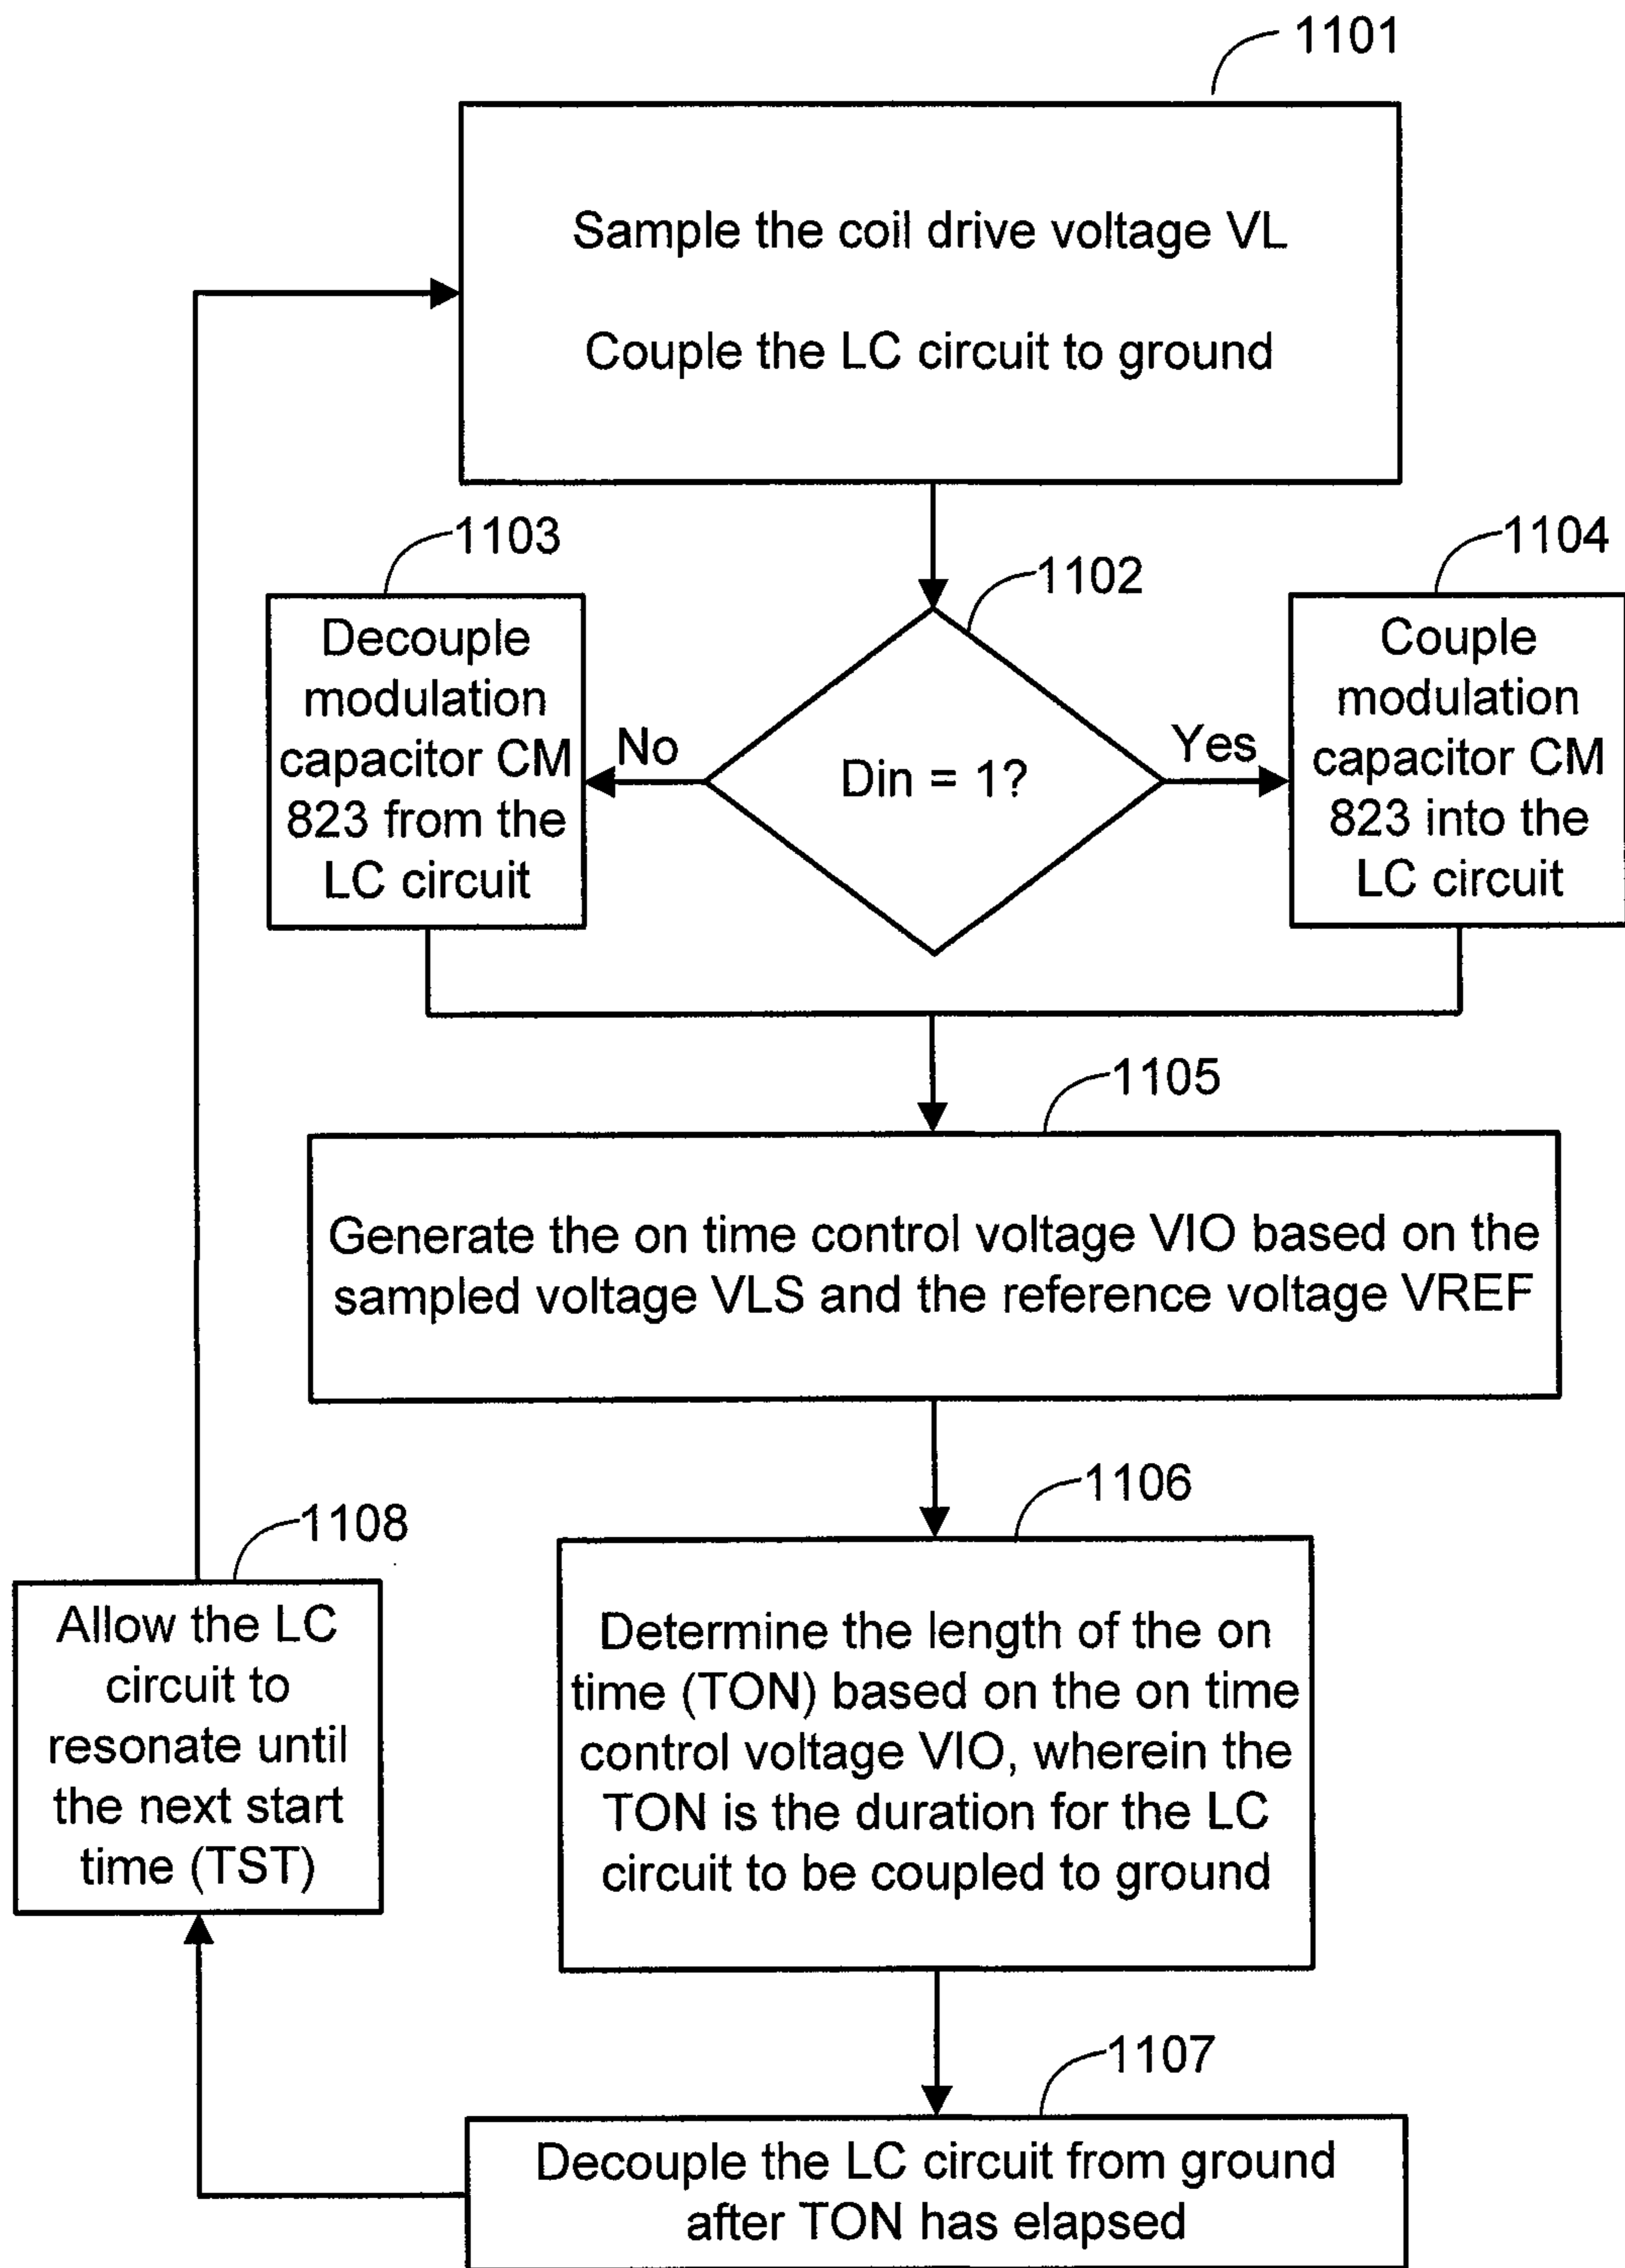 1101
Sample the coil drive voltage VL
Couple the LC circuit to ground
1102
Din = 1?
No
Yes
1103
Decouple
modulation
capacitor CM
823 from the
LC circuit
1104
Couple
modulation
capacitor CM
823 into the
LC circuit
1105
Generate the on time control voltage VIO based on the
sampled voltage VLS and the reference voltage VREF
1106
Determine the length of the on
time (TON) based on the on time
control voltage VIO, wherein the
TON is the duration for the LC
circuit to be coupled to ground
1107
Decouple the LC circuit from ground
after TON has elapsed
1108
Allow the LC
circuit to
resonate until
the next start
time (TST)